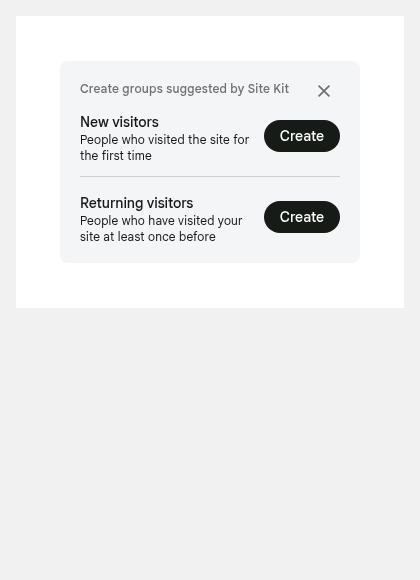 Create groups suggested by Site Kit
New visitors
People who visited the site for
the first time
Create
Returning visitors
People who have visited your
site at least once before
Create